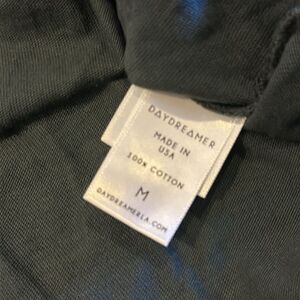 DAYDREAMER
MADE IN
USA
100% COTTON
M
DAYDREAMERLA.COM